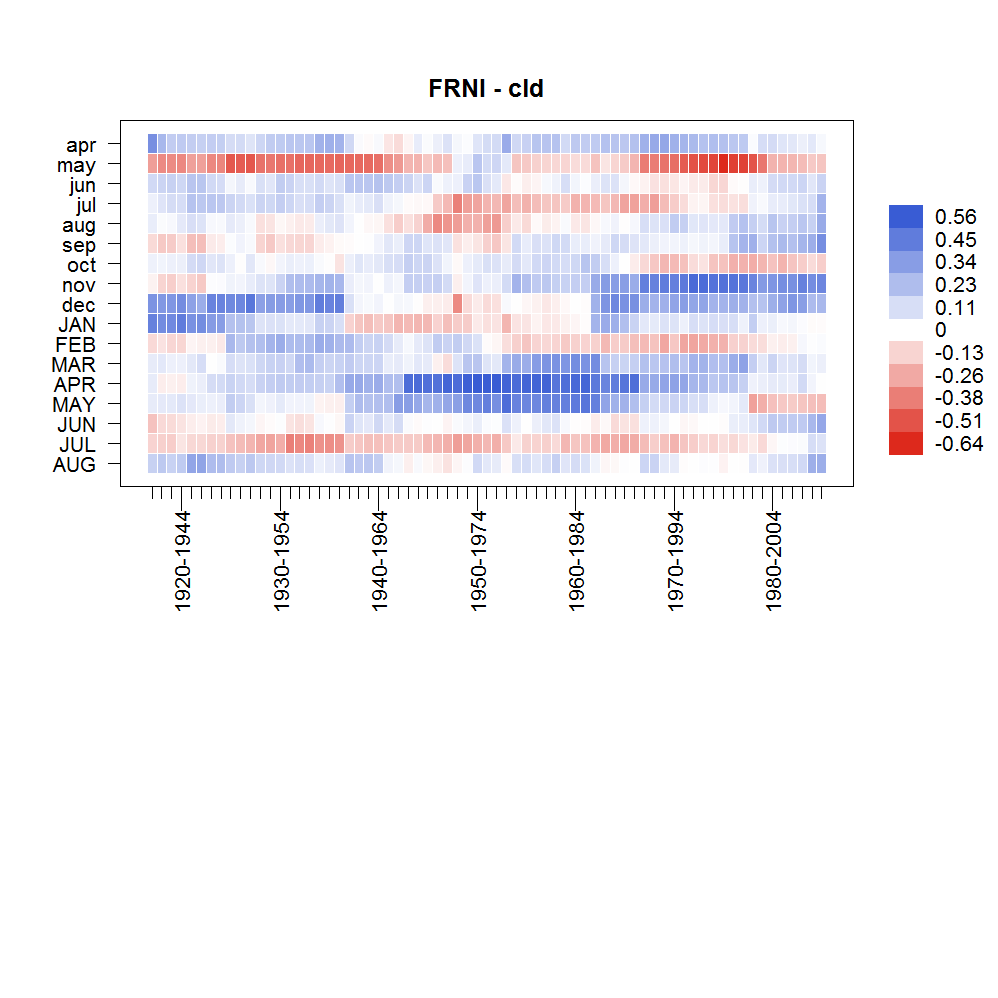 FRNI - cld
apr
may
jun
jul
aug
sep
oct
nov
dec
JAN
FEB
MAR
APR
MAY
JUN
JUL
AUG
0.56
0.45
0.34
0.23
0.11
0
-0.13
-0.26
-0.38
-0.51
-0.64
1920-1944
1930-1954
1940-1964
1950-1974
1960-1984
1970-1994
1980-2004